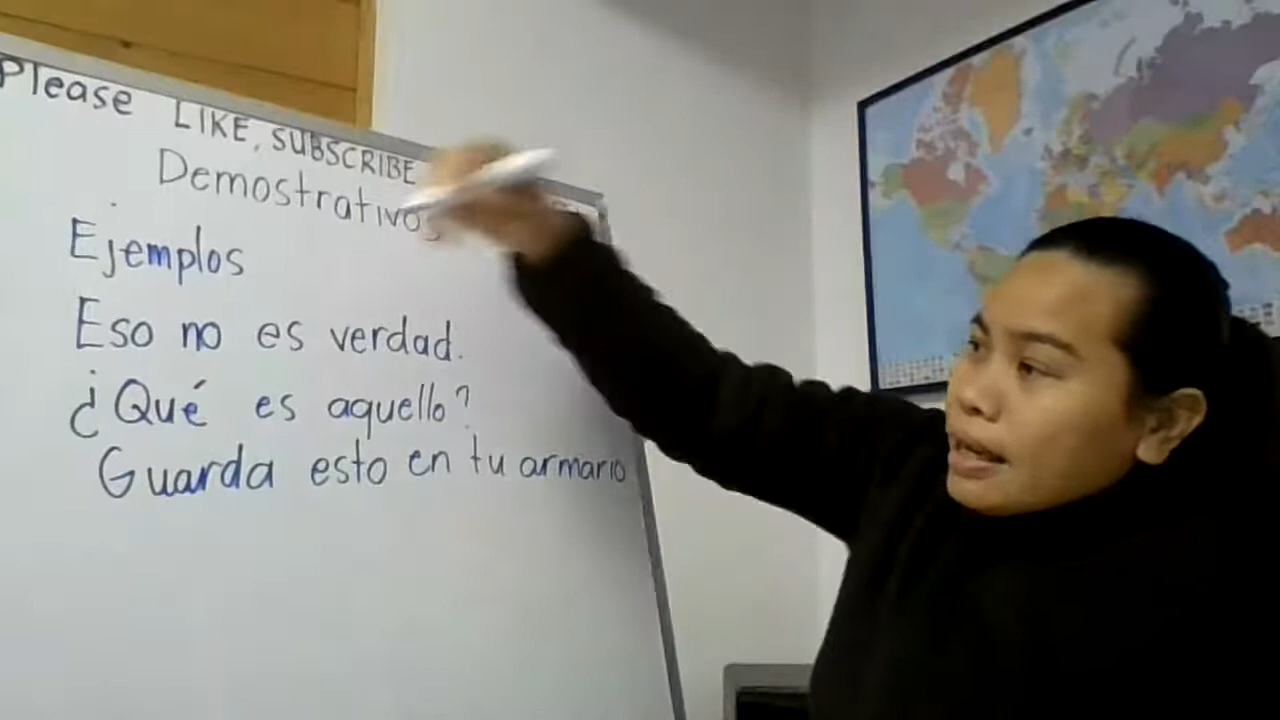 Please LIKE, SUBSCRIBE
Demostrativos
Ejemplos
Eso no es verdad.
¿Qué es aquello?
Guarda esto en tu armario